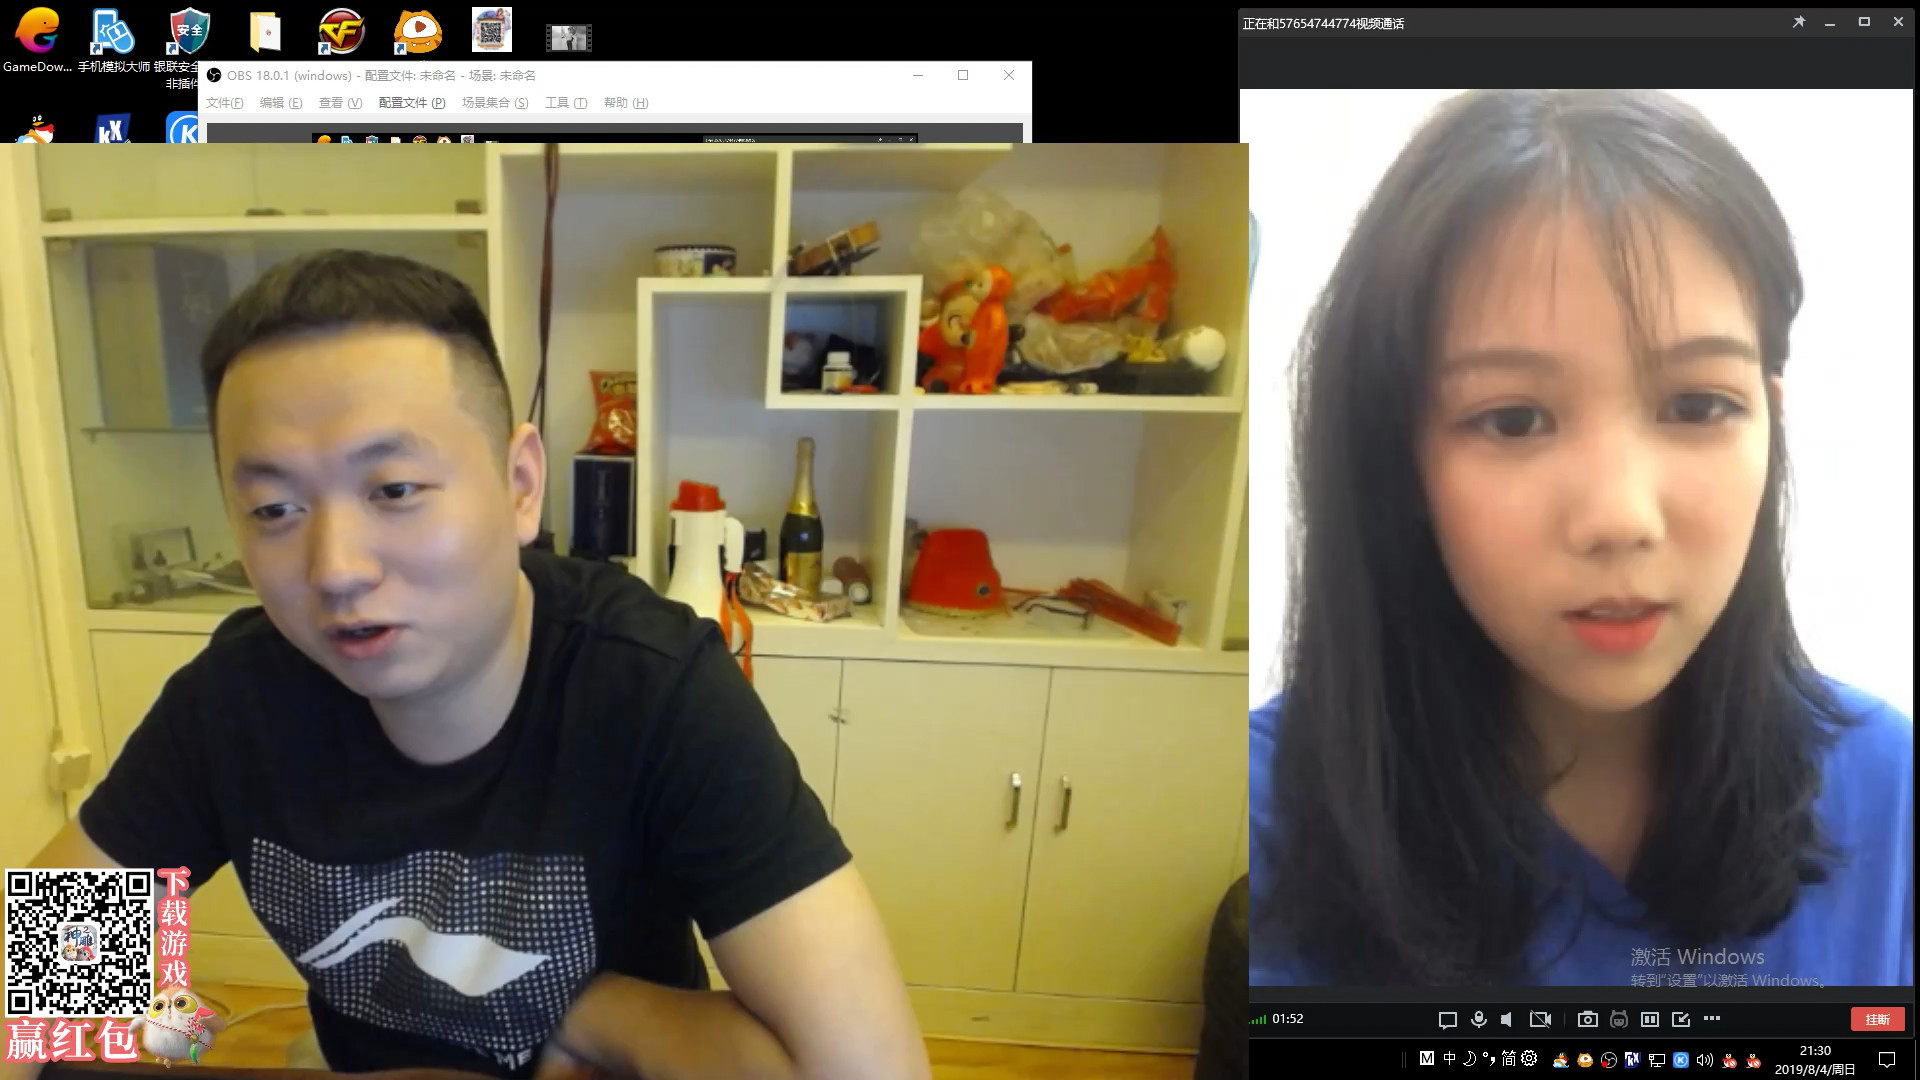 GameDow...
手机模拟大师
银联安全
非插件
安全
CF
正在和57654744774视频通话
OBS 18.0.1 (windows) - 配置文件: 未命名 - 场景: 未命名
文件(F) 编辑 (E) 查看 (V) 配置文件 (P) 场景集合 (S) 工具 (T) 帮助 (H)
KX
K
下载游戏
赢红包
激活 Windows
转到"设置"以激活 Windows。
01:52
挂断
M 中 简
21:30
2019/8/4/周日